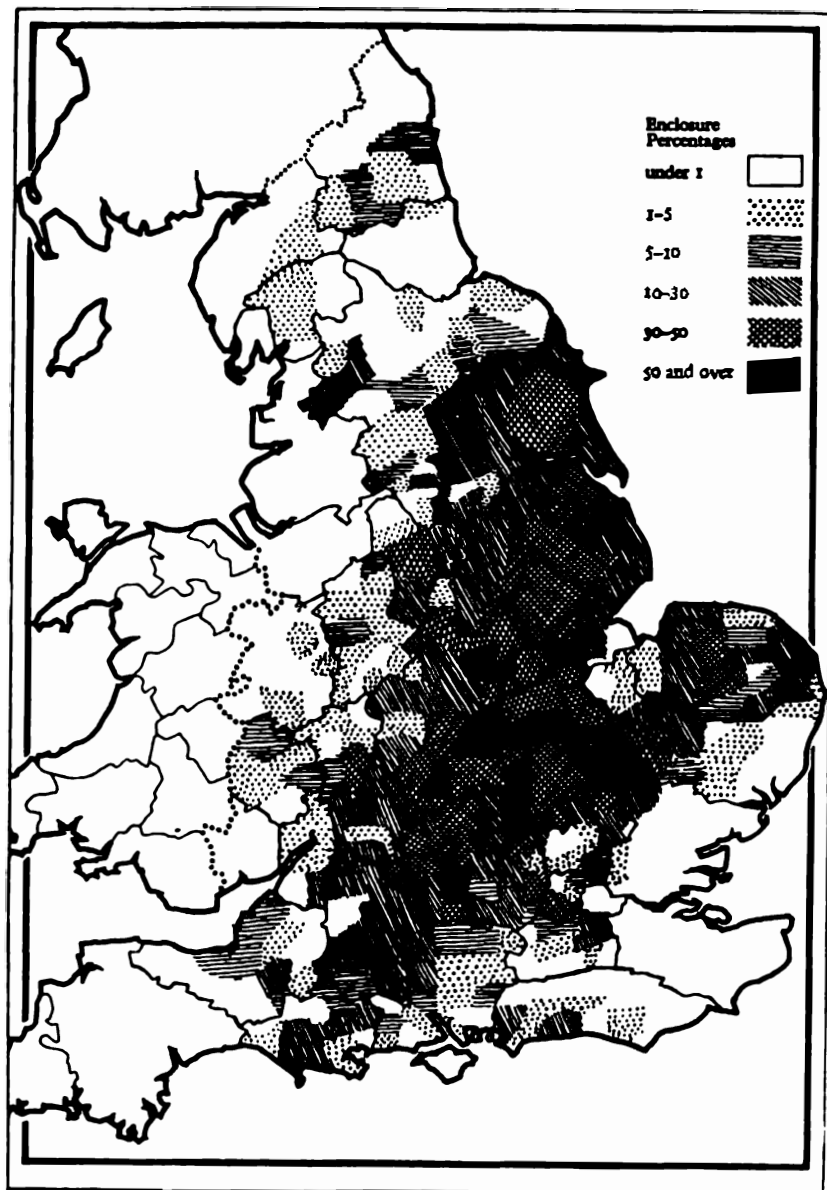 Enclosure
Percentages
under 1
1–5
5–10
10–30
30–50
50 and over